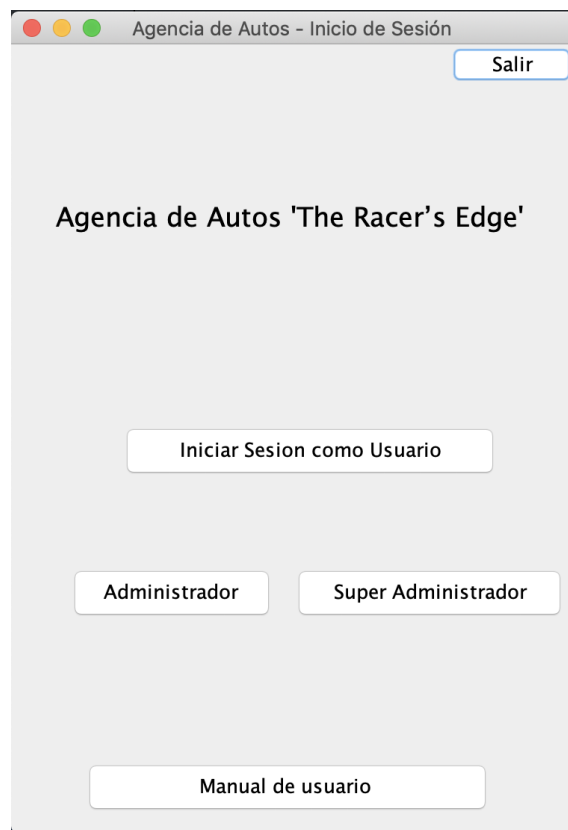 Agencia de Autos - Inicio de Sesión
Salir
Agencia de Autos 'The Racer’s Edge'
Iniciar Sesion como Usuario
Administrador Super Administrador
Manual de usuario